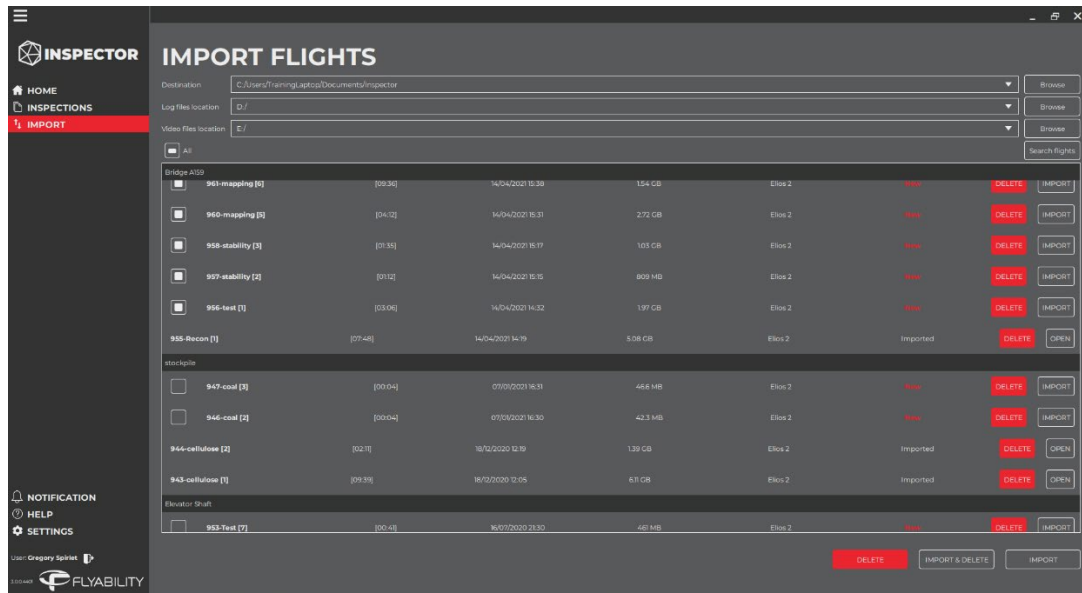 INSPECTOR
HOME
INSPECTIONS
IMPORT
IMPORT FLIGHTS
Destination C:/Users/TrainingLaptop/Documents/Inspector Browse
Log files location D:/ Browse
Video files location E:/ Browse
All Search flights
Bridge A159
961-mapping [6] [09:36] 14/04/2021 15:38 1.54 GB Elios 2 New DELETE IMPORT
960-mapping [5] [04:12] 14/04/2021 15:31 2.72 GB Elios 2 New DELETE IMPORT
958-stability [3] [01:35] 14/04/2021 15:17 1.03 GB Elios 2 New DELETE IMPORT
957-stability [2] [01:12] 14/04/2021 15:15 809 MB Elios 2 New DELETE IMPORT
956-test [1] [03:06] 14/04/2021 14:32 1.97 GB Elios 2 New DELETE IMPORT
955-Recon [1] [07:48] 14/04/2021 14:19 5.08 GB Elios 2 Imported DELETE OPEN
stockpile
947-coal [3] [00:04] 07/01/2021 16:31 46.8 MB Elios 2 New DELETE IMPORT
946-coal [2] [00:04] 07/01/2021 16:30 42.3 MB Elios 2 New DELETE IMPORT
944-cellulose [2] [02:11] 18/12/2020 12:19 1.39 GB Elios 2 Imported DELETE OPEN
943-cellulose [1] [09:39] 18/12/2020 12:05 6.11 GB Elios 2 Imported DELETE OPEN
Elevator Shaft
953-Test [7] [00:41] 16/07/2020 21:30 461 MB Elios 2 New DELETE IMPORT
NOTIFICATION
HELP
SETTINGS
User: Gregory Spirlet
FLYABILITY
DELETE IMPORT & DELETE IMPORT